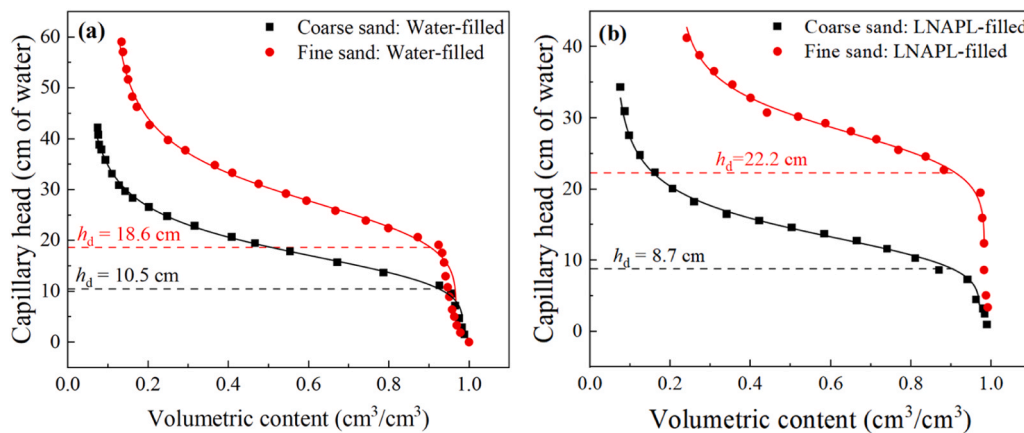 (a)
Coarse sand: Water-filled
Fine sand: Water-filled
60
50
40
30
20
10
0
Capillary head (cm of water)
h_d = 18.6 cm
h_d = 10.5 cm
0.0 0.2 0.4 0.6 0.8 1.0
Volumetric content (cm³/cm³)
(b)
Coarse sand: LNAPL-filled
Fine sand: LNAPL-filled
40
30
20
10
0
Capillary head (cm of water)
h_d=22.2 cm
h_d = 8.7 cm
0.0 0.2 0.4 0.6 0.8 1.0
Volumetric content (cm³/cm³)